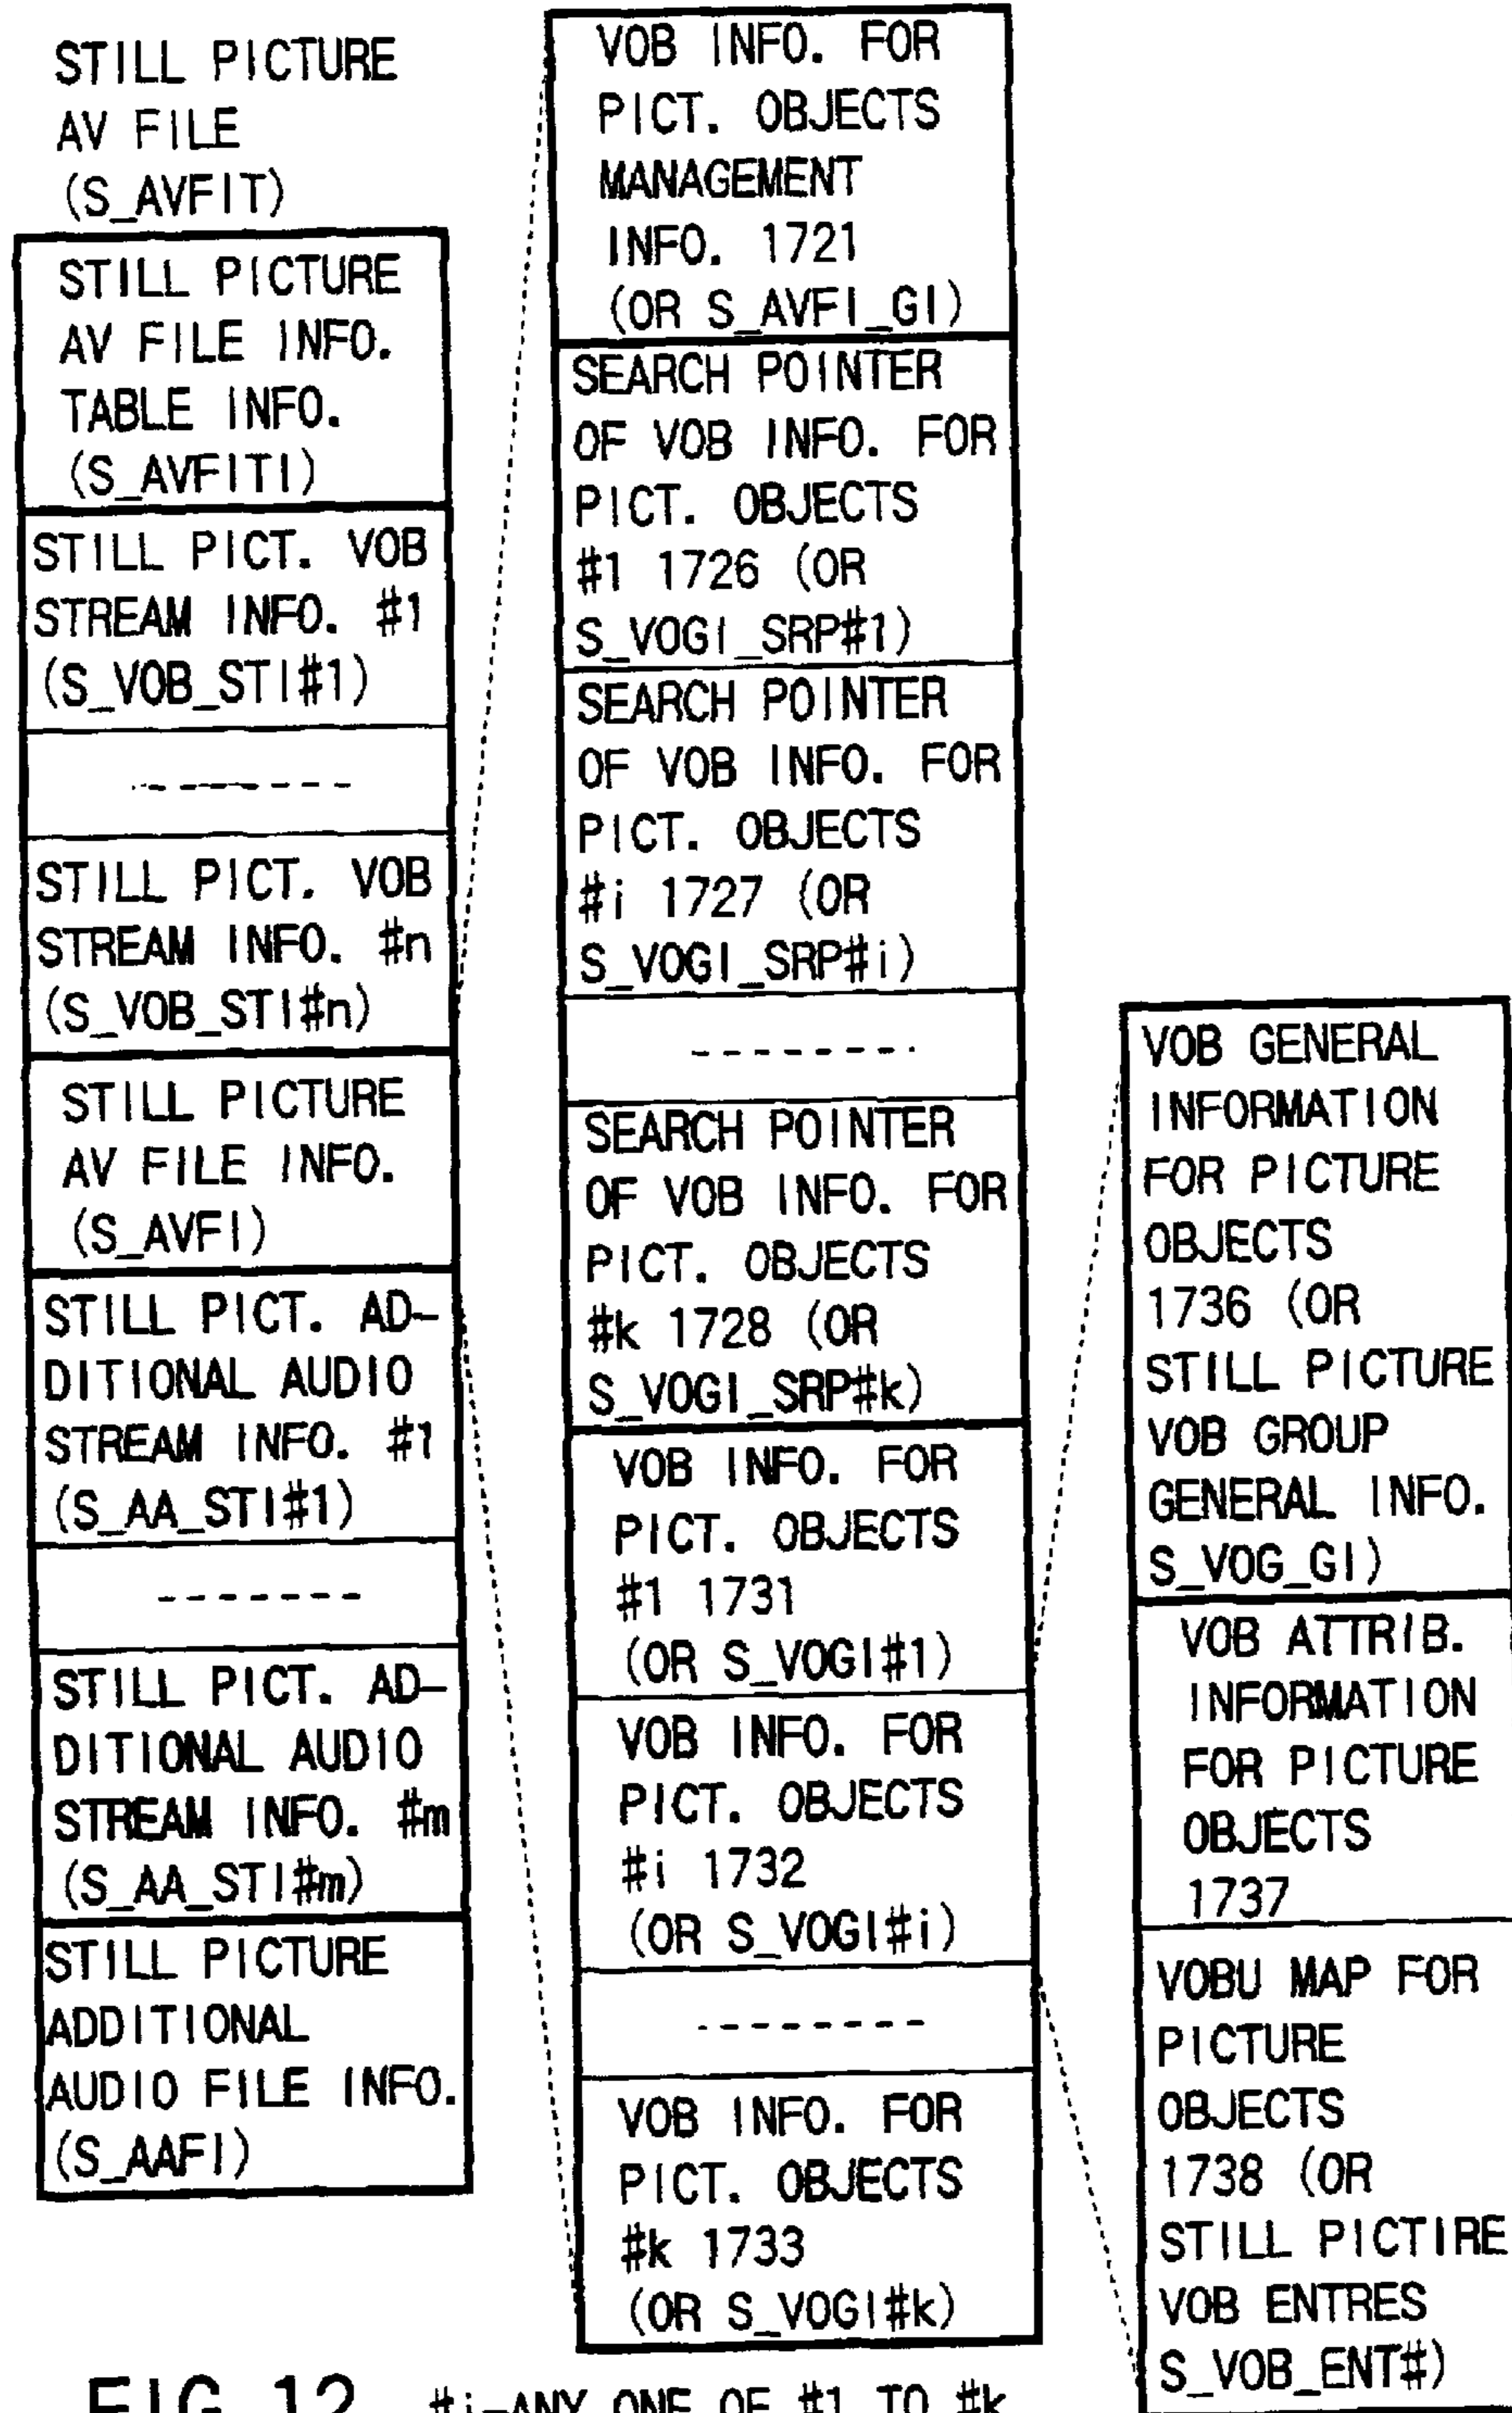 STILL PICTURE
AV FILE
(S_AVFIT)
STILL PICTURE
AV FILE INFO.
TABLE INFO.
(S_AVFITI)
STILL PICT. VOB
STREAM INFO. #1
(S_VOB_STI#1)
--------
STILL PICT. VOB
STREAM INFO. #n
(S_VOB_STI#n)
STILL PICTURE
AV FILE INFO.
(S_AVFI)
STILL PICT. AD-
DITIONAL AUDIO
STREAM INFO. #1
(S_AA_STI#1)
-------
STILL PICT. AD-
DITIONAL AUDIO
STREAM INFO. #m
(S_AA_STI#m)
STILL PICTURE
ADDITIONAL
AUDIO FILE INFO.
(S_AAFI)
VOB INFO. FOR
PICT. OBJECTS
MANAGEMENT
INFO. 1721
(OR S_AVFI_GI)
SEARCH POINTER
OF VOB INFO. FOR
PICT. OBJECTS
#1 1726 (OR
S_VOGI_SRP#1)
SEARCH POINTER
OF VOB INFO. FOR
PICT. OBJECTS
#i 1727 (OR
S_VOGI_SRP#i)
--------
SEARCH POINTER
OF VOB INFO. FOR
PICT. OBJECTS
#k 1728 (OR
S_VOGI_SRP#k)
VOB INFO. FOR
PICT. OBJECTS
#1 1731
(OR S_VOGI#1)
VOB INFO. FOR
PICT. OBJECTS
#i 1732
(OR S_VOGI#i)
--------
VOB INFO. FOR
PICT. OBJECTS
#k 1733
(OR S_VOGI#k)
VOB GENERAL
INFORMATION
FOR PICTURE
OBJECTS
1736 (OR
STILL PICTURE
VOB GROUP
GENERAL INFO.
S_VOG_GI)
VOB ATTRIB.
INFORMATION
FOR PICTURE
OBJECTS
1737
VOBU MAP FOR
PICTURE
OBJECTS
1738 (OR
STILL PICTIRE
VOB ENTRES
S_VOB_ENT#)
FIG. 12 #i=ANY ONE OF #1 TO #k